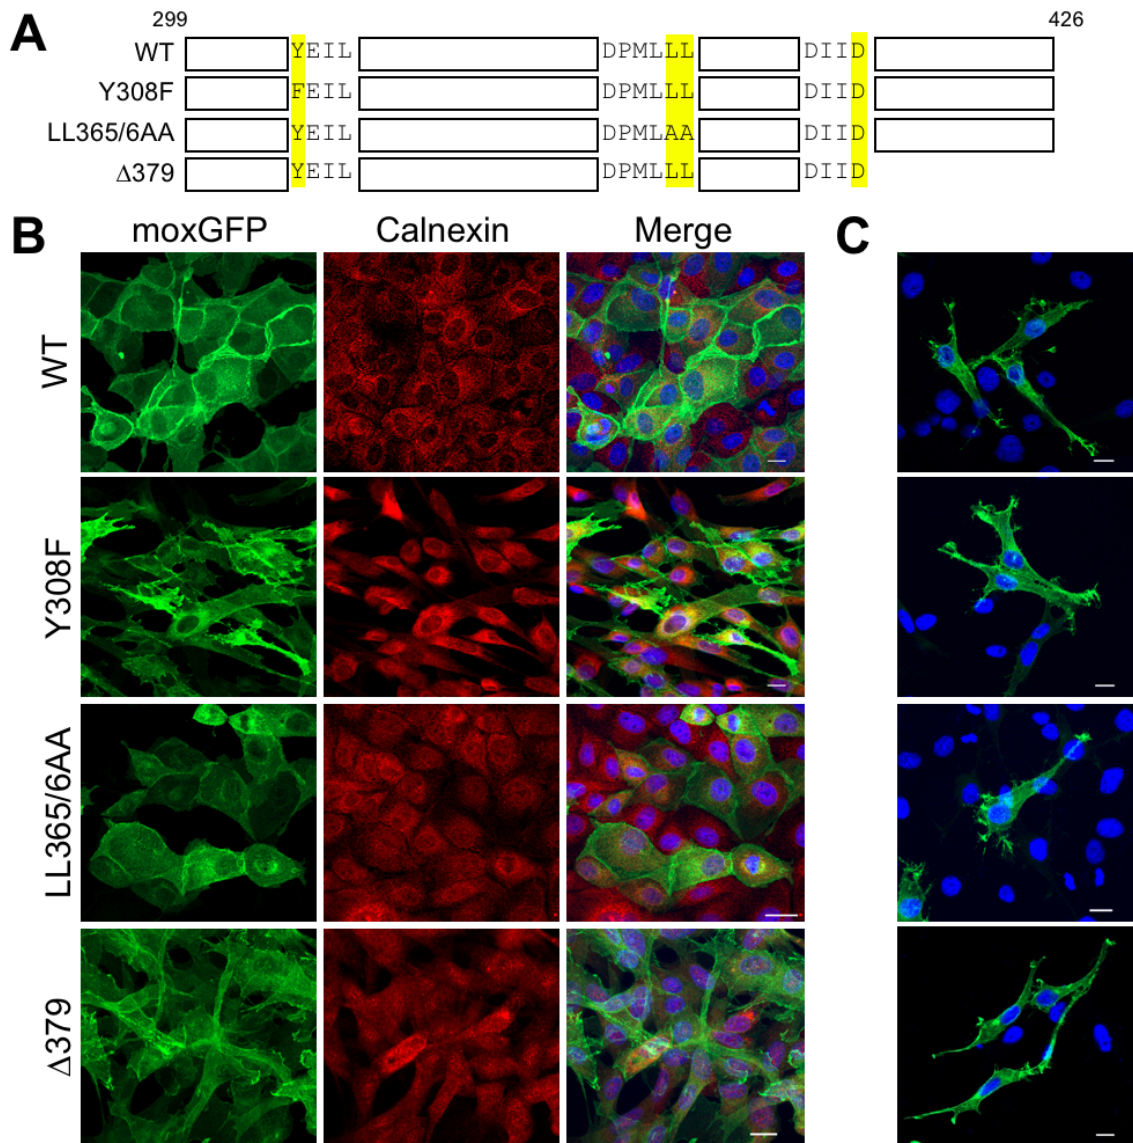 A
299 426
WT YEIL DPMLLL DIID
Y308F FEIL DPMLLL DIID
LL365/6AA YEIL DPMLAA DIID
Δ379 YEIL DPMLLL DIID
B moxGFP Calnexin Merge C
WT
Y308F
LL365/6AA
Δ379